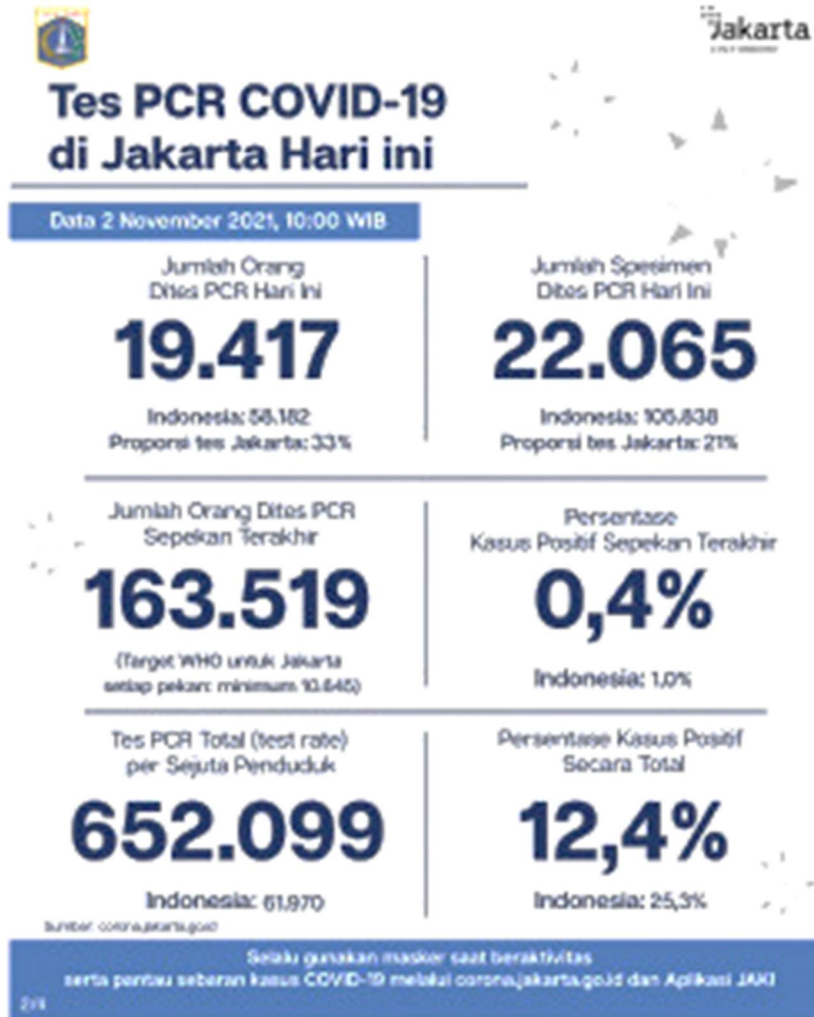 Jakarta
Tes PCR COVID-19
di Jakarta Hari ini
Data 2 November 2021, 10:00 WIB
Jumlah Orang
Dites PCR Hari Ini
19.417
Indonesia: 58.182
Proporsi tes Jakarta: 33%
Jumlah Spesimen
Dites PCR Hari Ini
22.065
Indonesia: 105.838
Proporsi tes Jakarta: 21%
Jumlah Orang Dites PCR
Sepekan Terakhir
163.519
(Target WHO untuk Jakarta
setiap pekan: minimum 10.645)
Persentase
Kasus Positif Sepekan Terakhir
0,4%
Indonesia: 1,0%
Tes PCR Total (test rate)
per Sejuta Penduduk
652.099
Indonesia: 61.970
Persentase Kasus Positif
Secara Total
12,4%
Indonesia: 25,3%
Sumber: corona.jakarta.go.id
Selalu gunakan masker saat beraktivitas
serta pantau sebaran kasus COVID-19 melalui corona.jakarta.go.id dan Aplikasi JAKI